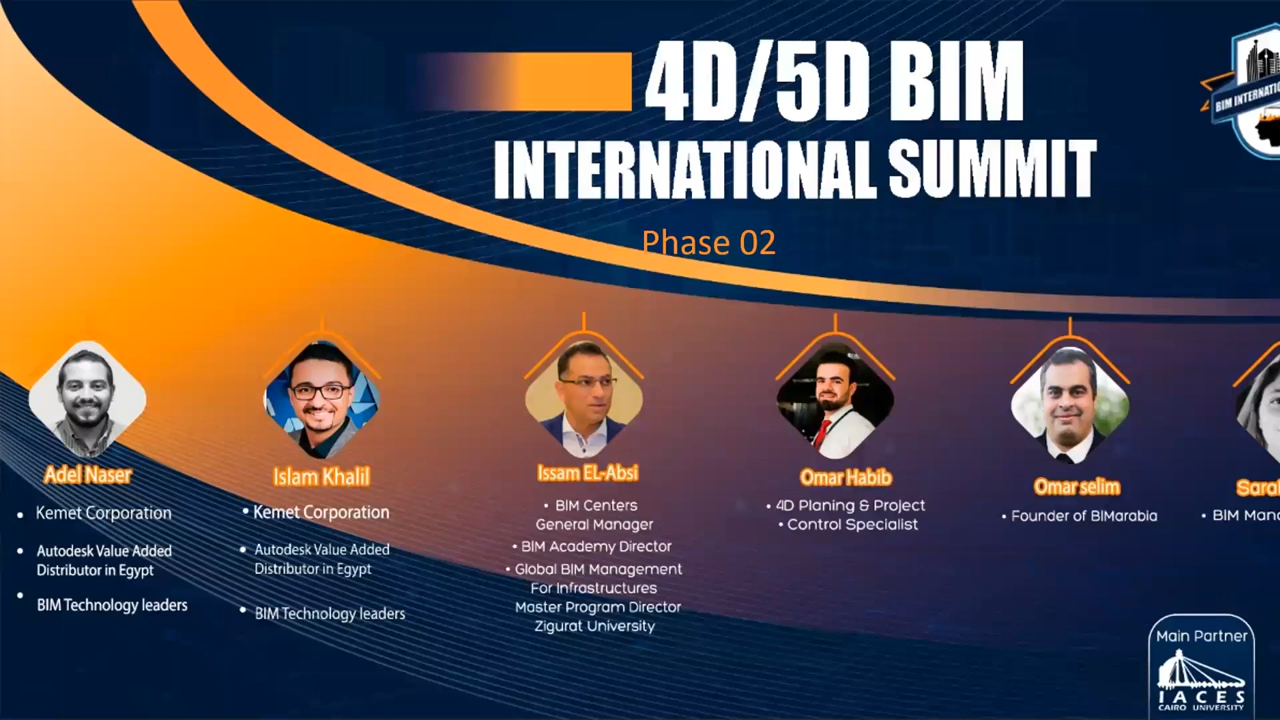 4D/5D BIM
INTERNATIONAL SUMMIT
Phase 02
BIM INTERNATIO
Adel Naser
• Kemet Corporation
• Autodesk Value Added
Distributor in Egypt
• BIM Technology leaders
Islam Khalil
• Kemet Corporation
• Autodesk Value Added
Distributor in Egypt
• BIM Technology leaders
Issam EL-Absi
• BIM Centers
General Manager
• BIM Academy Director
• Global BIM Management
For Infrastructures
Master Program Director
Zigurat University
Omar Habib
• 4D Planing & Project
• Control Specialist
Omar selim
• Founder of BIMarabia
Sara
• BIM Man
Main Partner
IACES
CAIRO UNIVERSITY